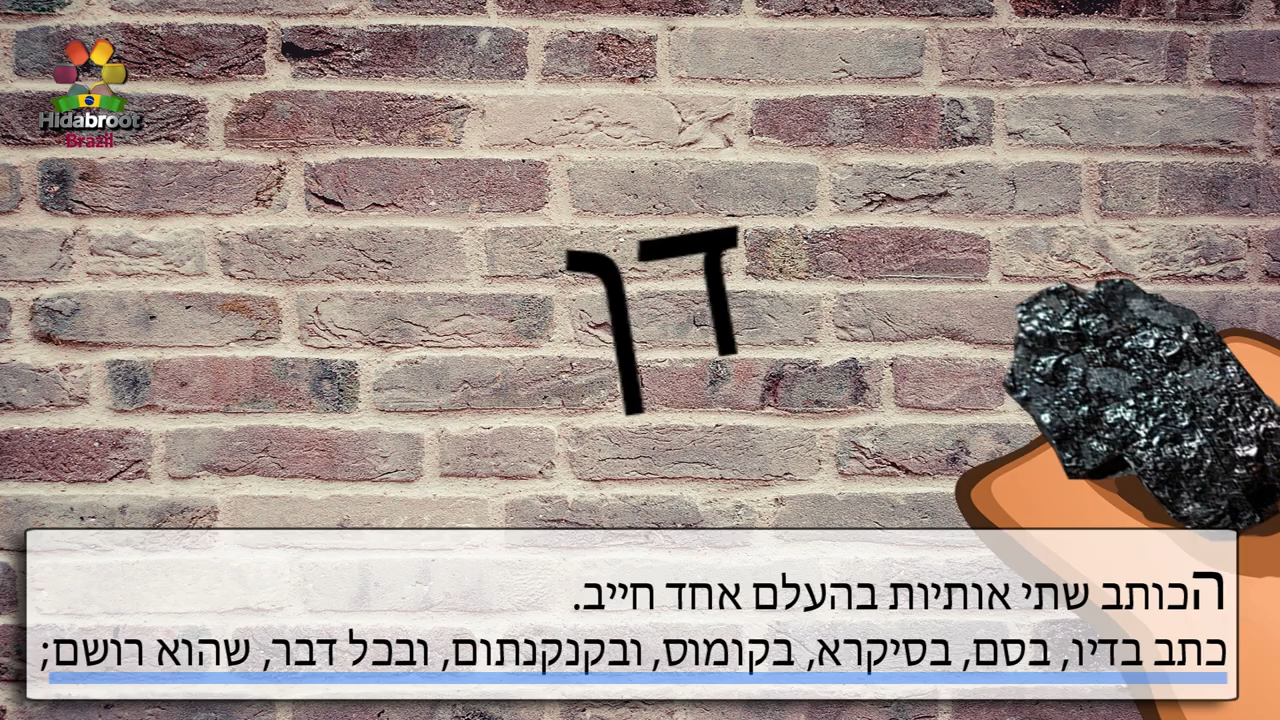 Hidabroot
Brazil
דן
הכותב שתי אותיות בהעלם אחד חייב.
כתב בדיו, בסם, בסיקרא, בקומוס, ובקנקנתום, ובכל דבר, שהוא רושם;